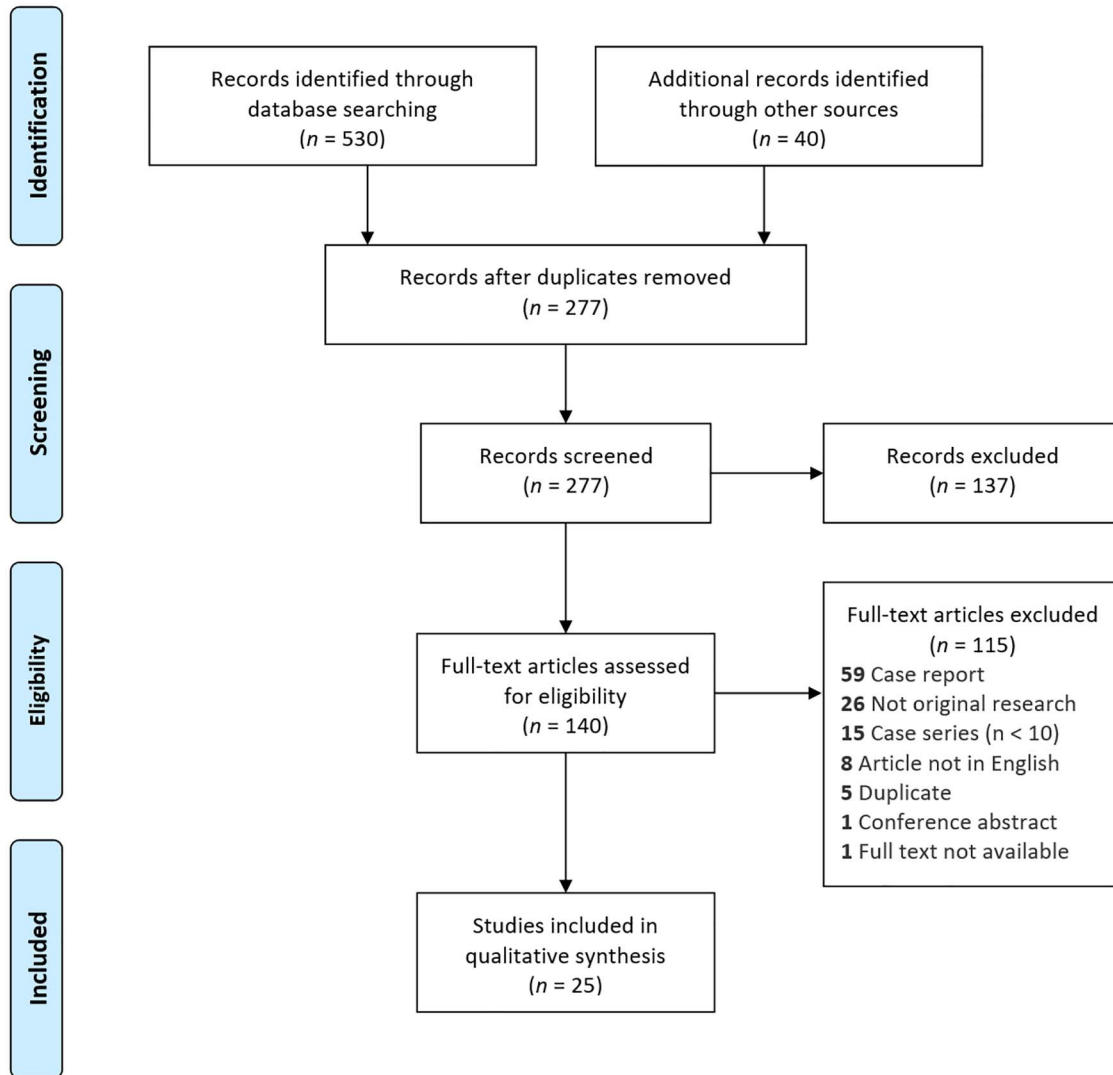 Identification
Records identified through
database searching
(n = 530)
Additional records identified
through other sources
(n = 40)
Records after duplicates removed
(n = 277)
Screening
Records screened
(n = 277)
Records excluded
(n = 137)
Eligibility
Full-text articles assessed
for eligibility
(n = 140)
Full-text articles excluded
(n = 115)
59 Case report
26 Not original research
15 Case series (n < 10)
8 Article not in English
5 Duplicate
1 Conference abstract
1 Full text not available
Included
Studies included in
qualitative synthesis
(n = 25)